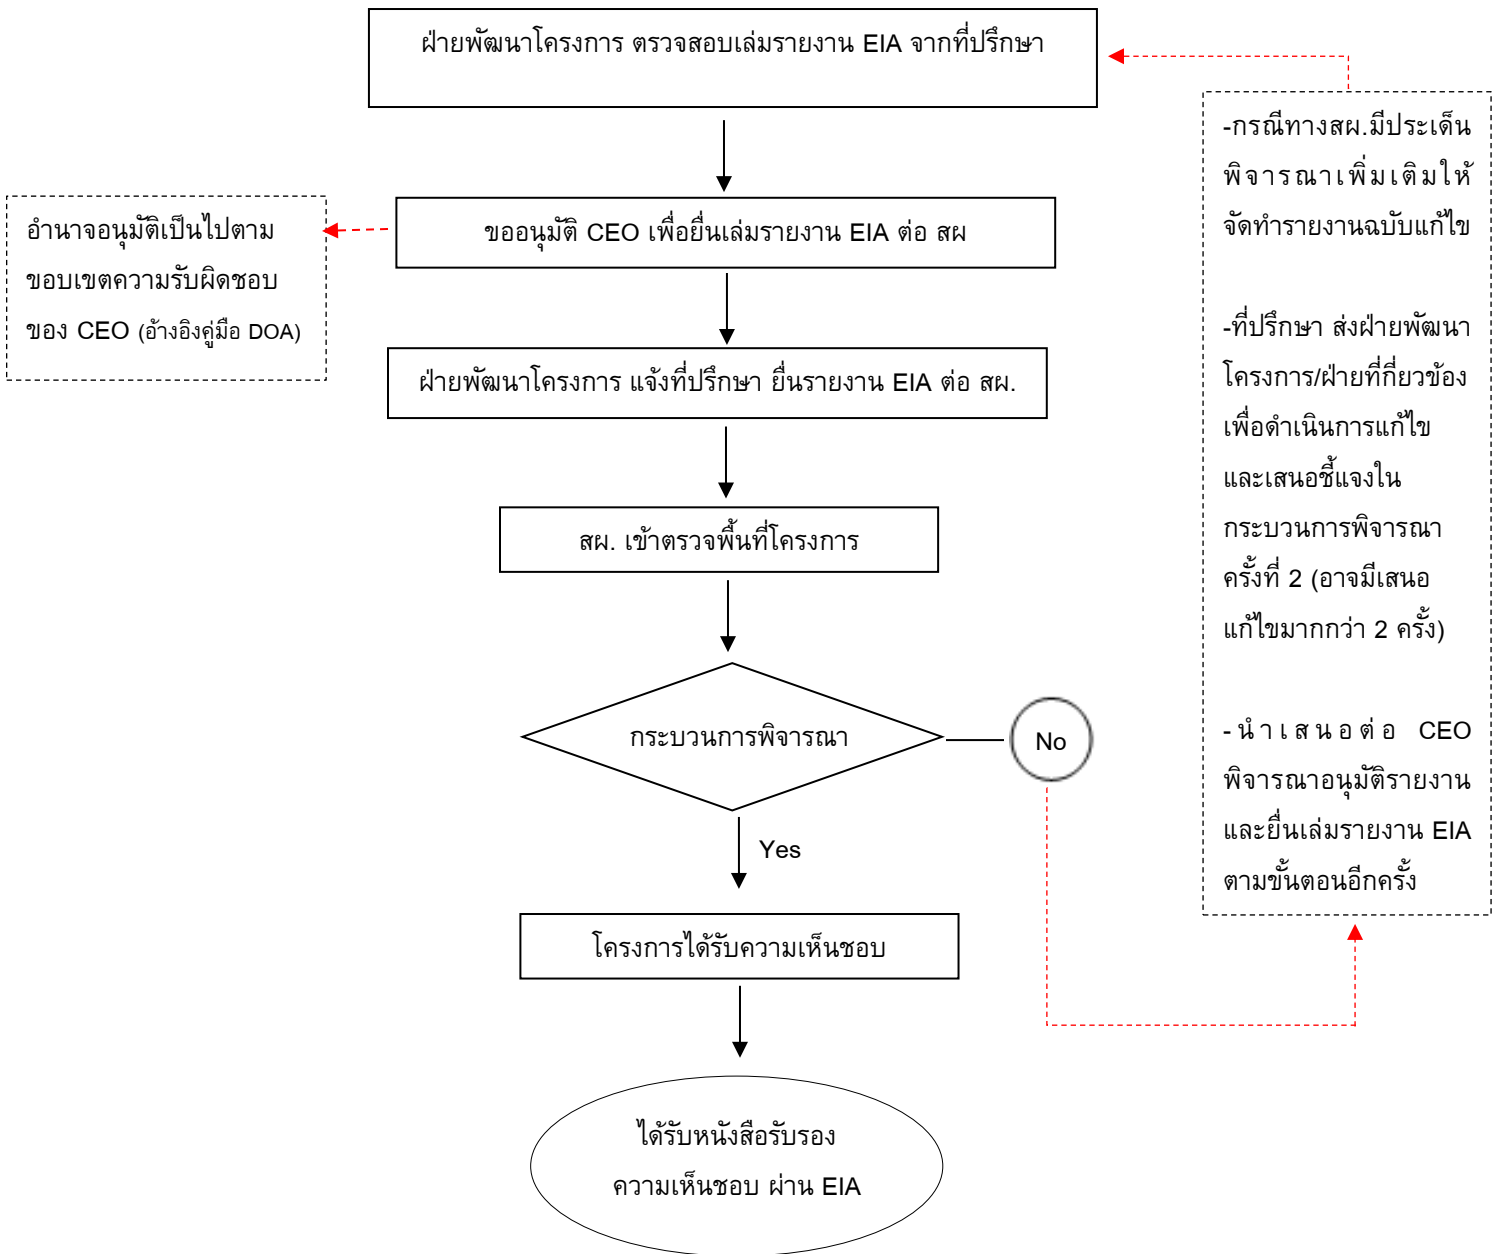 ฝ่ายพัฒนาโครงการ ตรวจสอบเล่มรายงาน EIA จากที่ปรึกษา
ขออนุมัติ CEO เพื่อยื่นเล่มรายงาน EIA ต่อ สผ
อำนาจอนุมัติเป็นไปตาม
ขอบเขตความรับผิดชอบ
ของ CEO (อ้างอิงคู่มือ DOA)
ฝ่ายพัฒนาโครงการ แจ้งที่ปรึกษา ยื่นรายงาน EIA ต่อ สผ.
สผ. เข้าตรวจพื้นที่โครงการ
กระบวนการพิจารณา
No
Yes
โครงการได้รับความเห็นชอบ
ได้รับหนังสือรับรอง
ความเห็นชอบ ผ่าน EIA
-กรณีทางสผ.มีประเด็น
พิจารณาเพิ่มเติมให้
จัดทำรายงานฉบับแก้ไข
-ที่ปรึกษา ส่งฝ่ายพัฒนา
โครงการ/ฝ่ายที่กี่ยวข้อง
เพื่อดำเนินการแก้ไข
และเสนอชี้แจงใน
กระบวนการพิจารณา
ครั้งที่ 2 (อาจมีเสนอ
แก้ไขมากกว่า 2 ครั้ง)
-นำเสนอต่อ CEO
พิจารณาอนุมัติรายงาน
และยื่นเล่มรายงาน EIA
ตามขั้นตอนอีกครั้ง